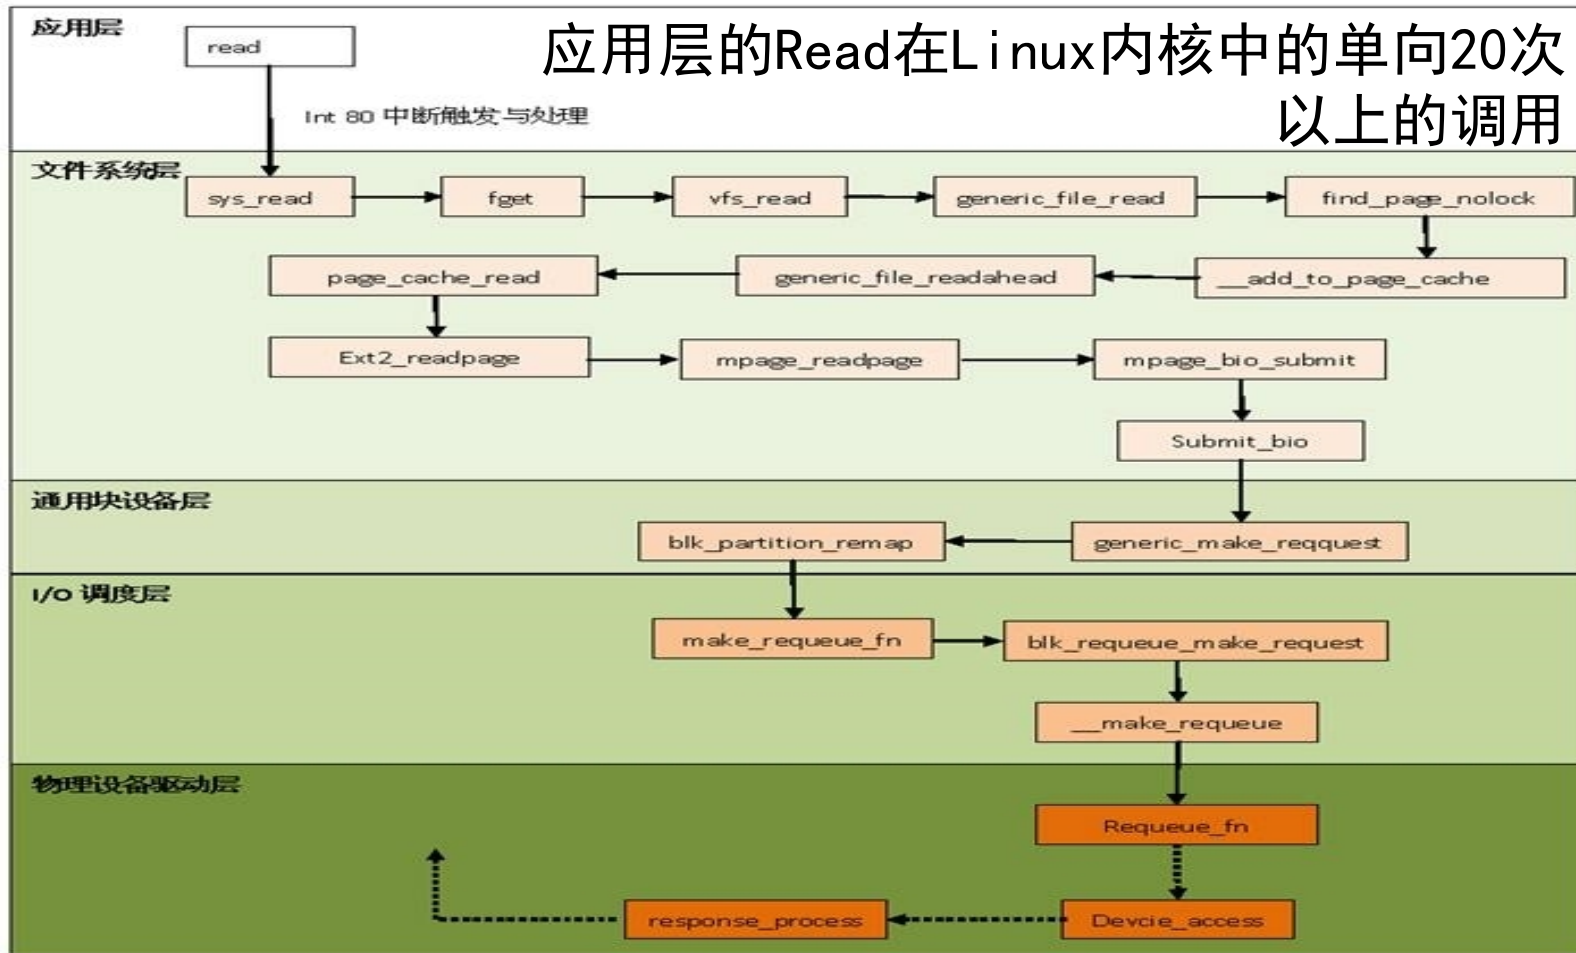 应用层
read
应用层的Read在Linux内核中的单向20次
以上的调用
Int 80 中断触发与处理
文件系统层
sys_read
fget
vfs_read
generic_file_read
find_page_nolock
__add_to_page_cache
generic_file_readahead
page_cache_read
Ext2_readpage
mpage_readpage
mpage_bio_submit
Submit_bio
通用块设备层
generic_make_reqquest
blk_partition_remap
I/O 调度层
make_requeue_fn
blk_requeue_make_request
__make_requeue
物理设备驱动层
Requeue_fn
Devcie_access
response_process